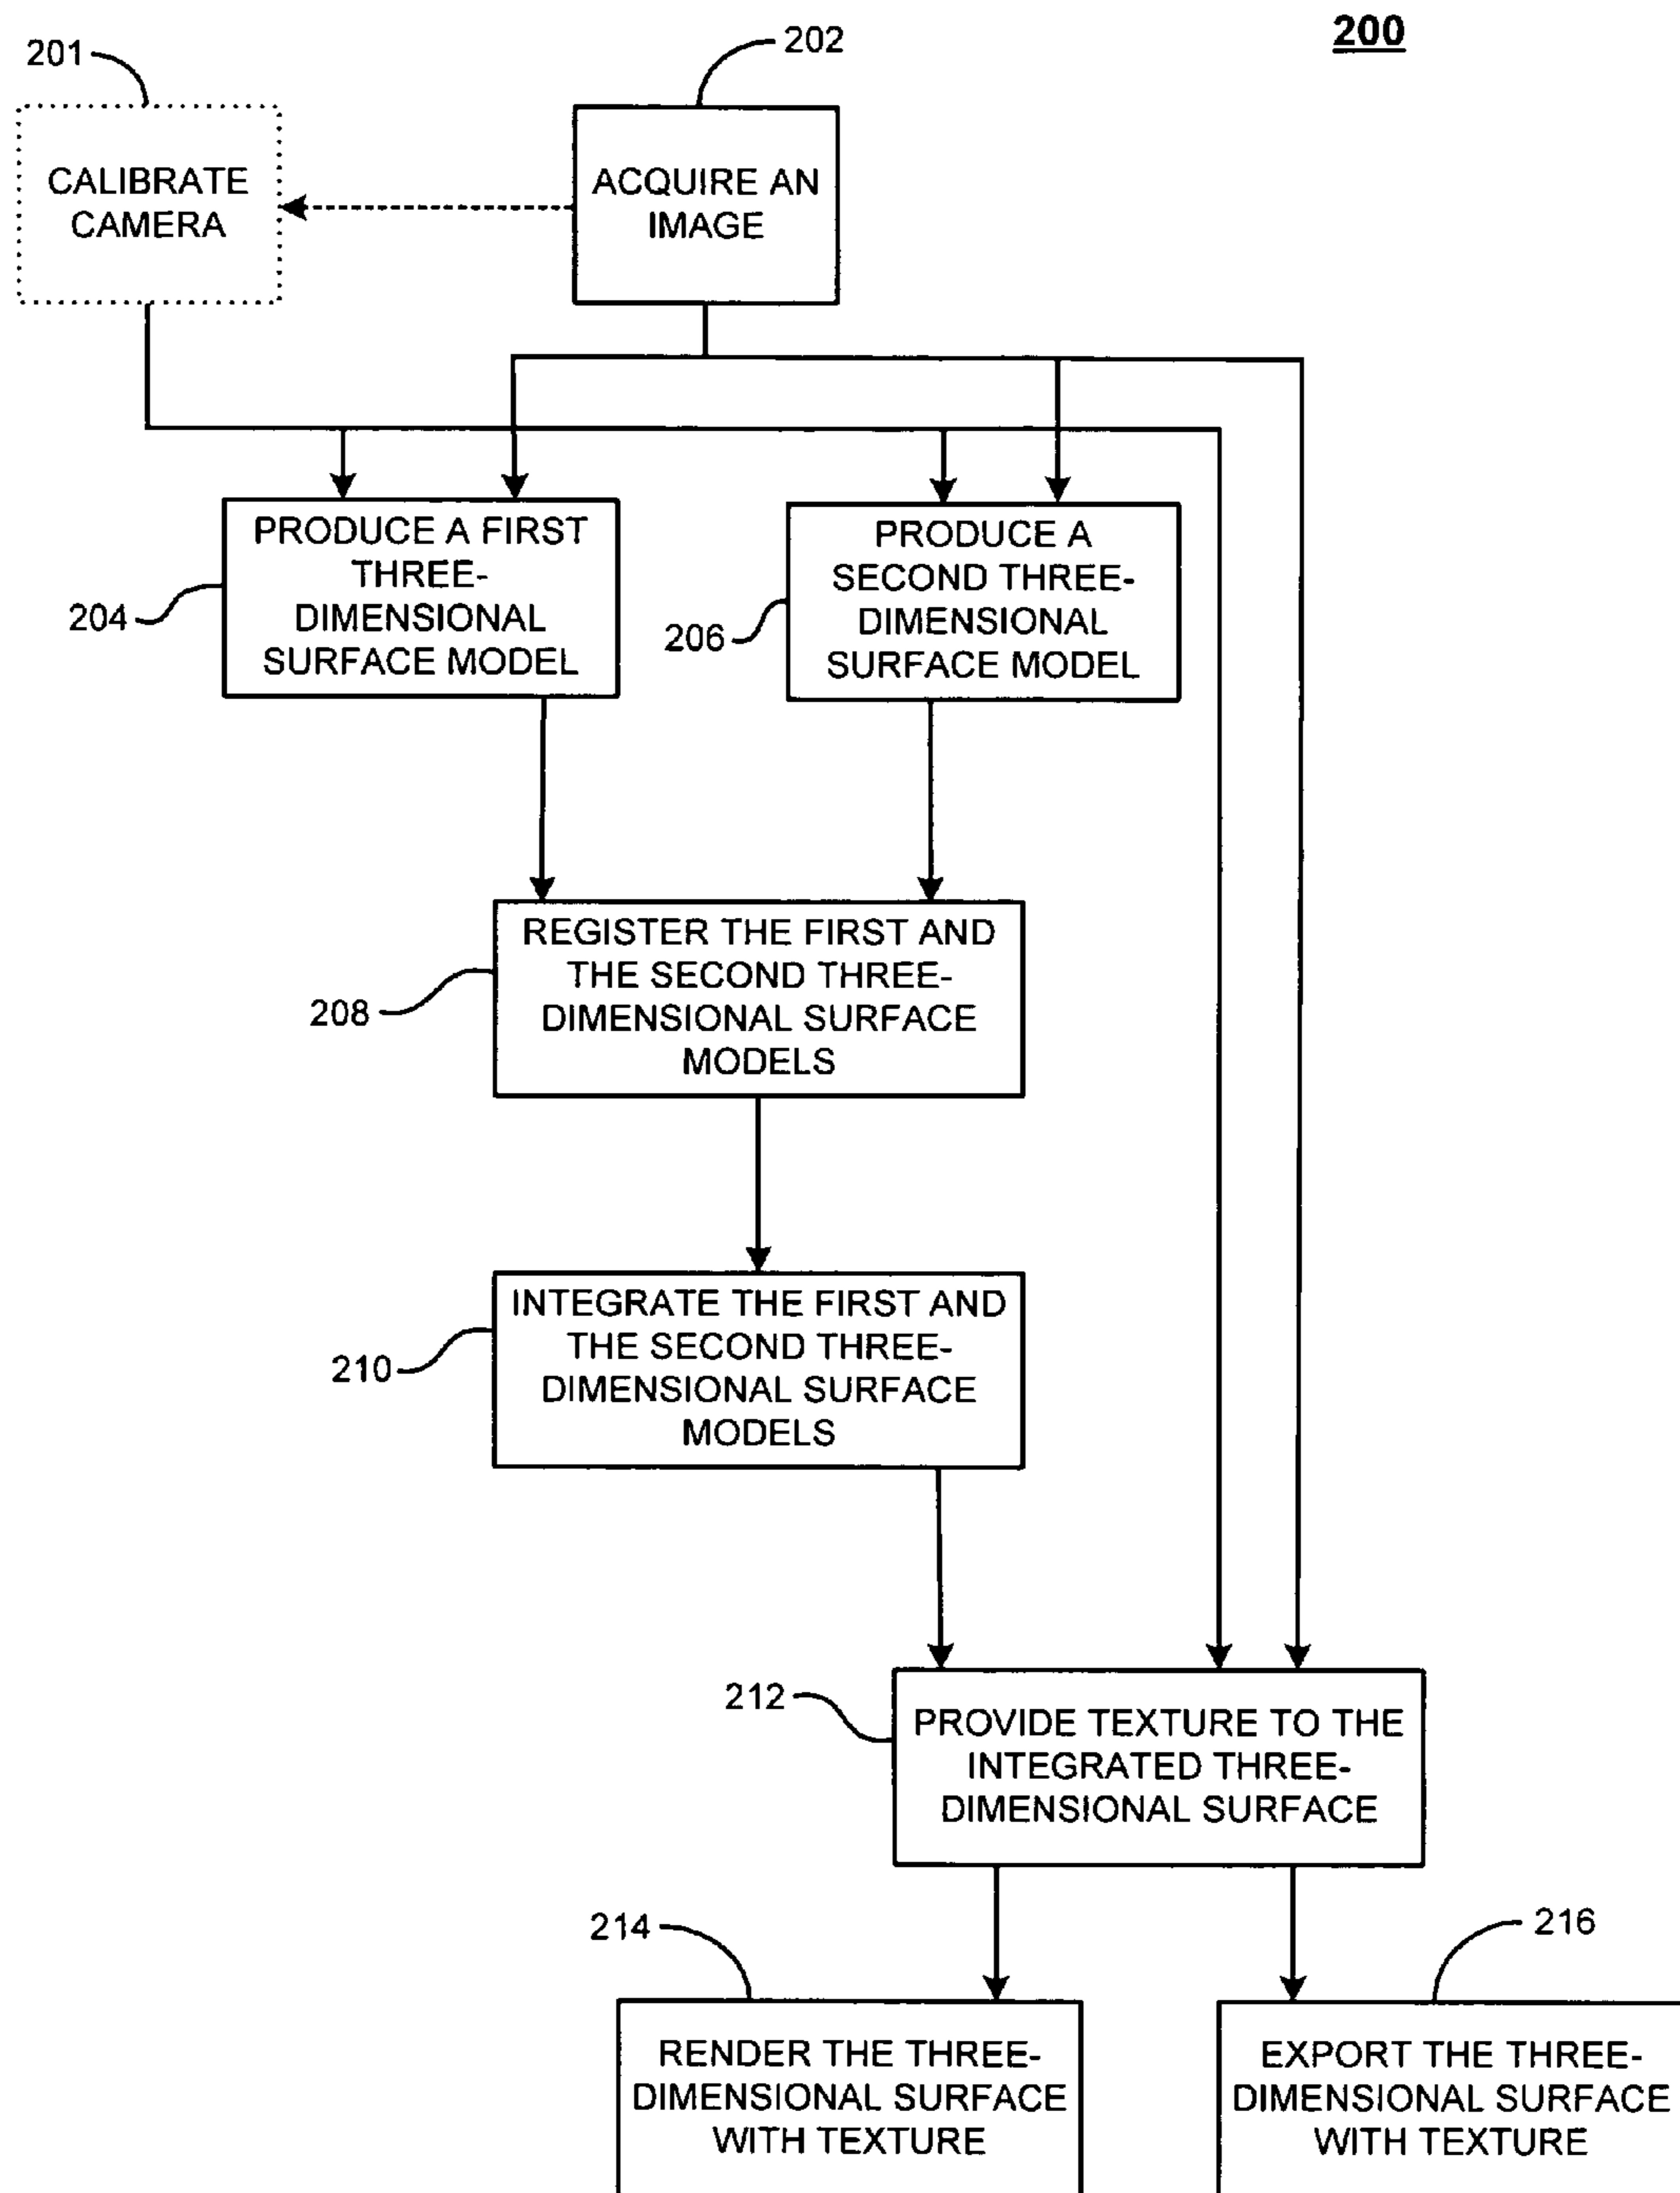 200
201
202
CALIBRATE
CAMERA
ACQUIRE AN
IMAGE
PRODUCE A FIRST
THREE-
DIMENSIONAL
SURFACE MODEL
204
PRODUCE A
SECOND THREE-
DIMENSIONAL
SURFACE MODEL
206
REGISTER THE FIRST AND
THE SECOND THREE-
DIMENSIONAL SURFACE
MODELS
208
INTEGRATE THE FIRST AND
THE SECOND THREE-
DIMENSIONAL SURFACE
MODELS
210
212
PROVIDE TEXTURE TO THE
INTEGRATED THREE-
DIMENSIONAL SURFACE
214
216
RENDER THE THREE-
DIMENSIONAL SURFACE
WITH TEXTURE
EXPORT THE THREE-
DIMENSIONAL SURFACE
WITH TEXTURE